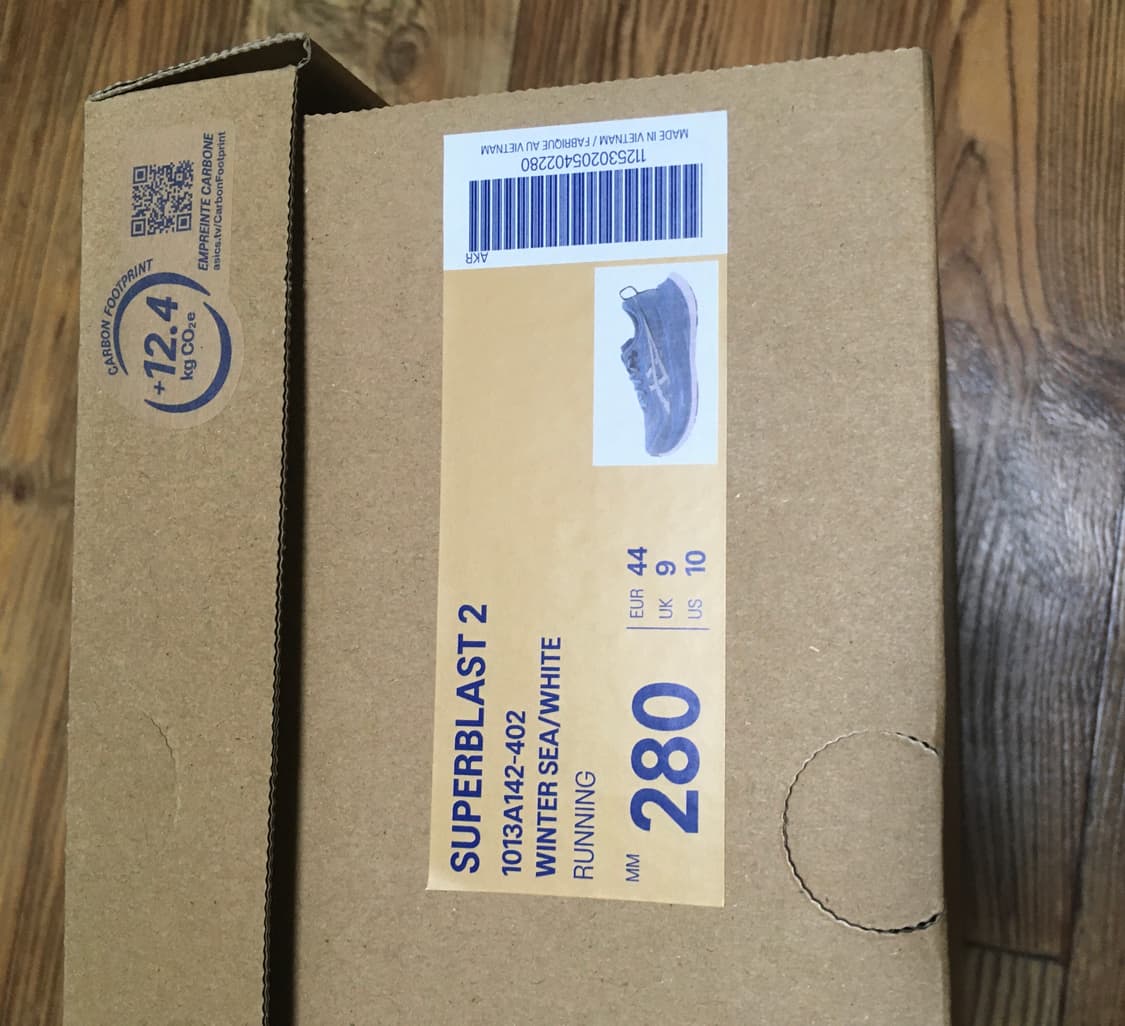 CARBON FOOTPRINT
+12.4
kg CO₂e
EMPREINTE CARBONE
asics.tv/CarbonFootprint
SUPERBLAST 2
1013A142-402
WINTER SEA/WHITE
RUNNING
MM 280
EUR 44
UK 9
US 10
AKR
112530205402280
MADE IN VIETNAM / FABRIQUE AU VIETNAM